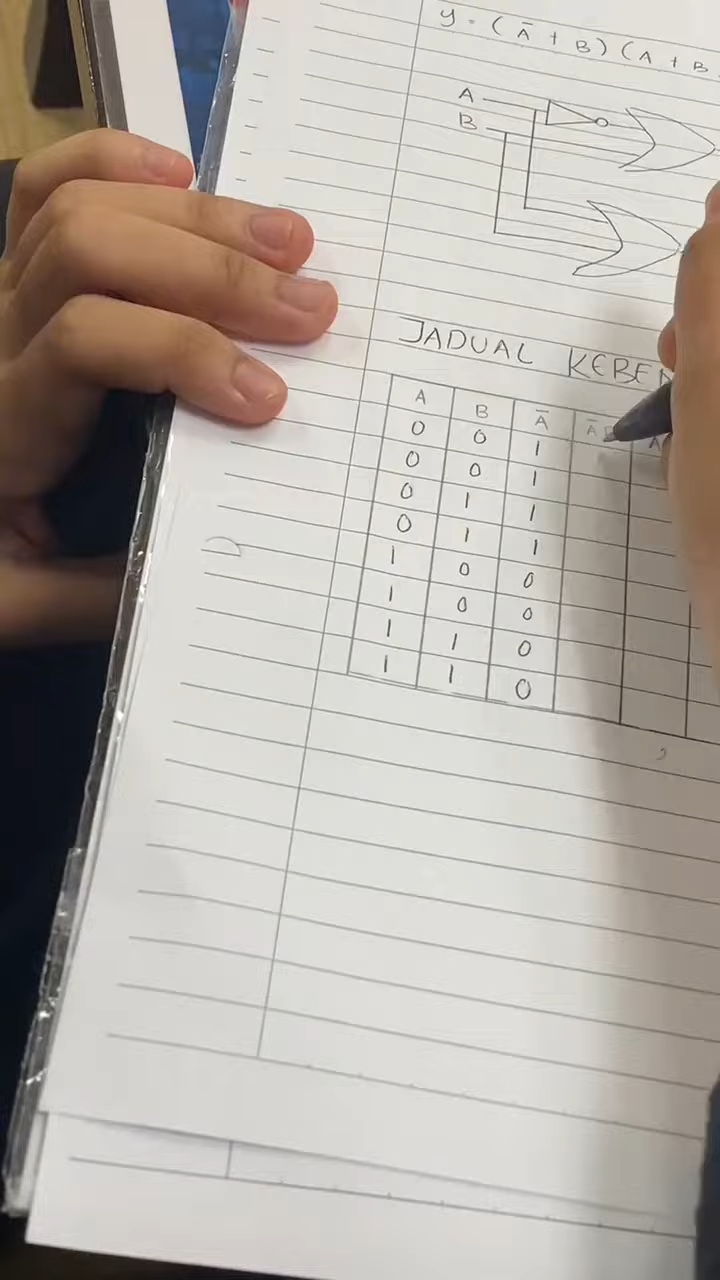 y = (Ā + B) (A + B
A
B
JADUAL KEBEN
A B Ā Ā B A
0 0 1
0 0 1
0 1 1
0 1 1
1 0 0
1 0 0
1 1 0
1 1 0